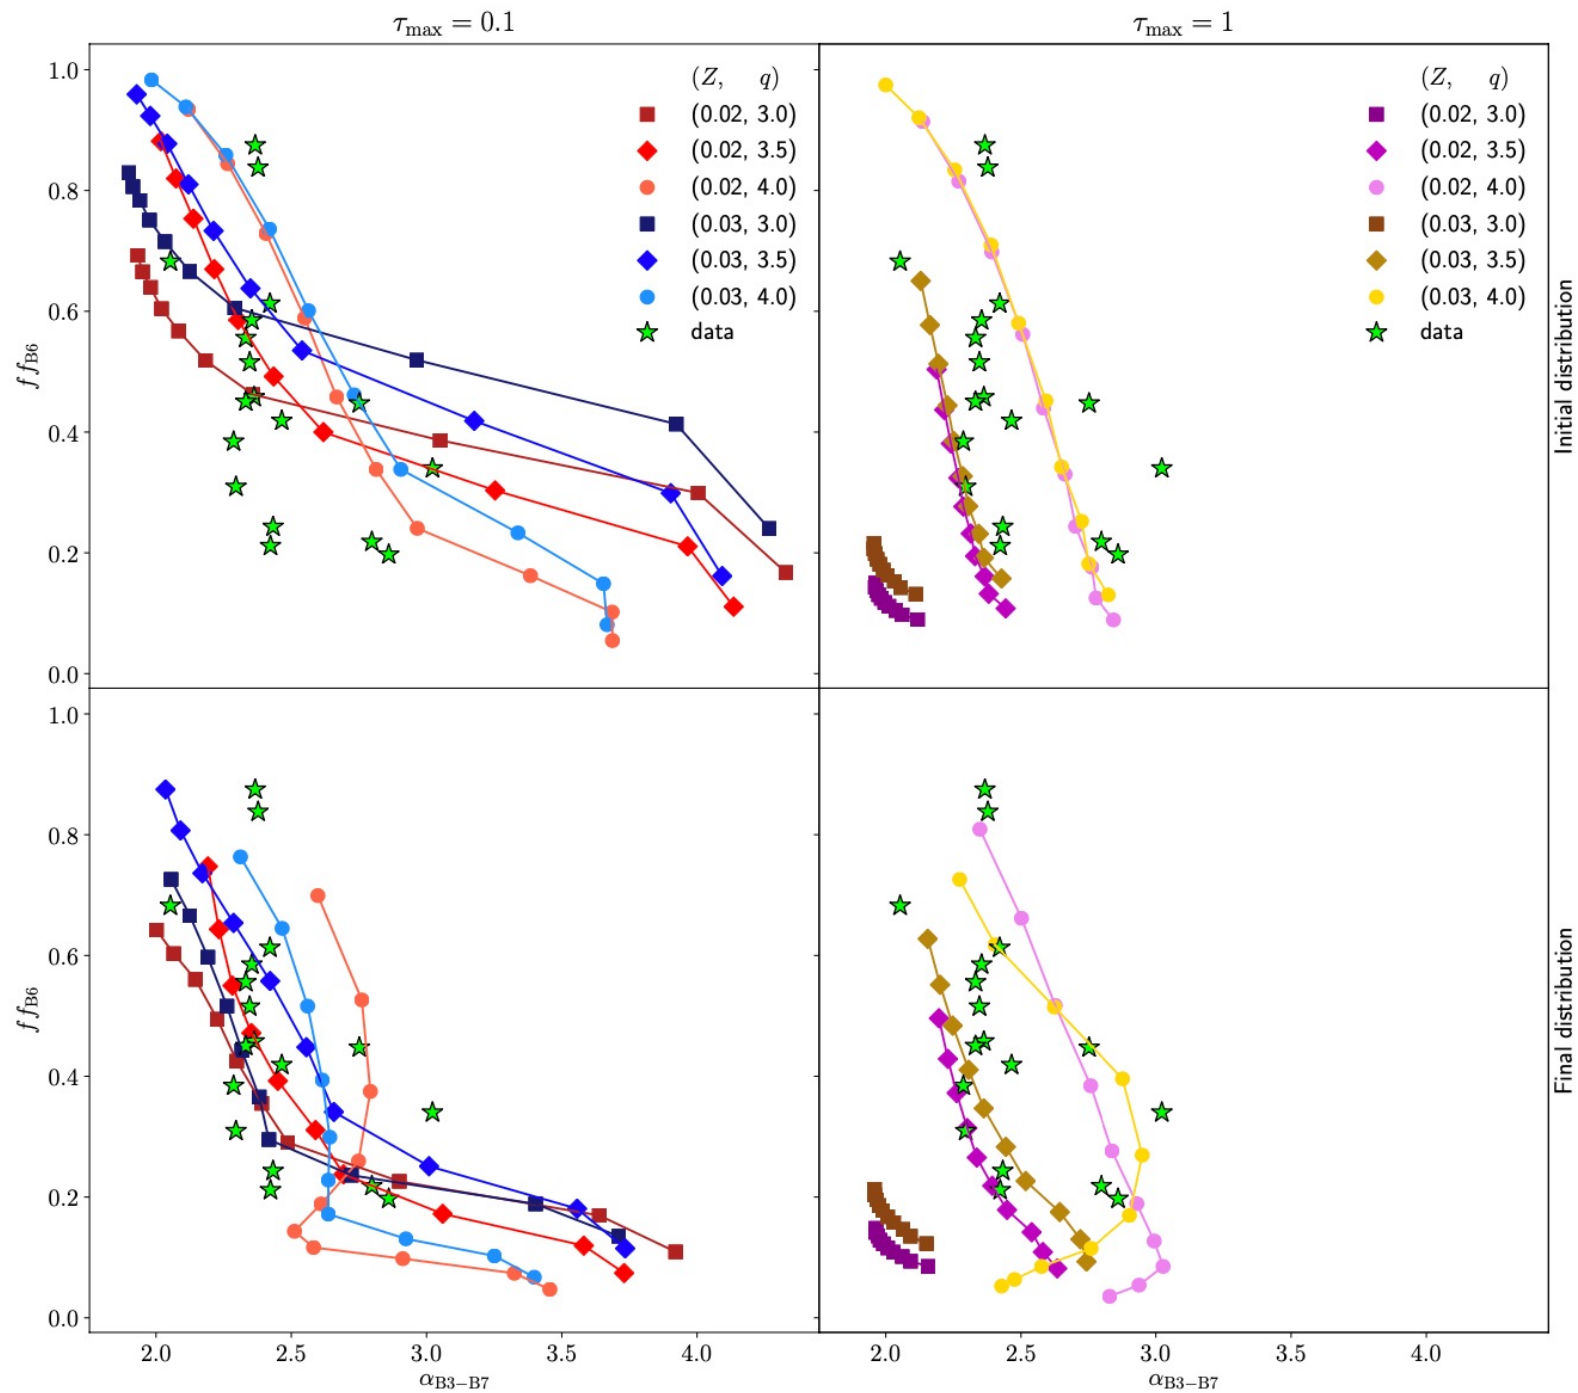 τmax = 0.1
τmax = 1
1.0
0.8
0.6
0.4
0.2
0.0
ffB6
(Z, q)
(0.02, 3.0)
(0.02, 3.5)
(0.02, 4.0)
(0.03, 3.0)
(0.03, 3.5)
(0.03, 4.0)
data
(Z, q)
(0.02, 3.0)
(0.02, 3.5)
(0.02, 4.0)
(0.03, 3.0)
(0.03, 3.5)
(0.03, 4.0)
data
Initial distribution
1.0
0.8
0.6
0.4
0.2
0.0
ffB6
Final distribution
2.0 2.5 3.0 3.5 4.0
αB3−B7
2.0 2.5 3.0 3.5 4.0
αB3−B7